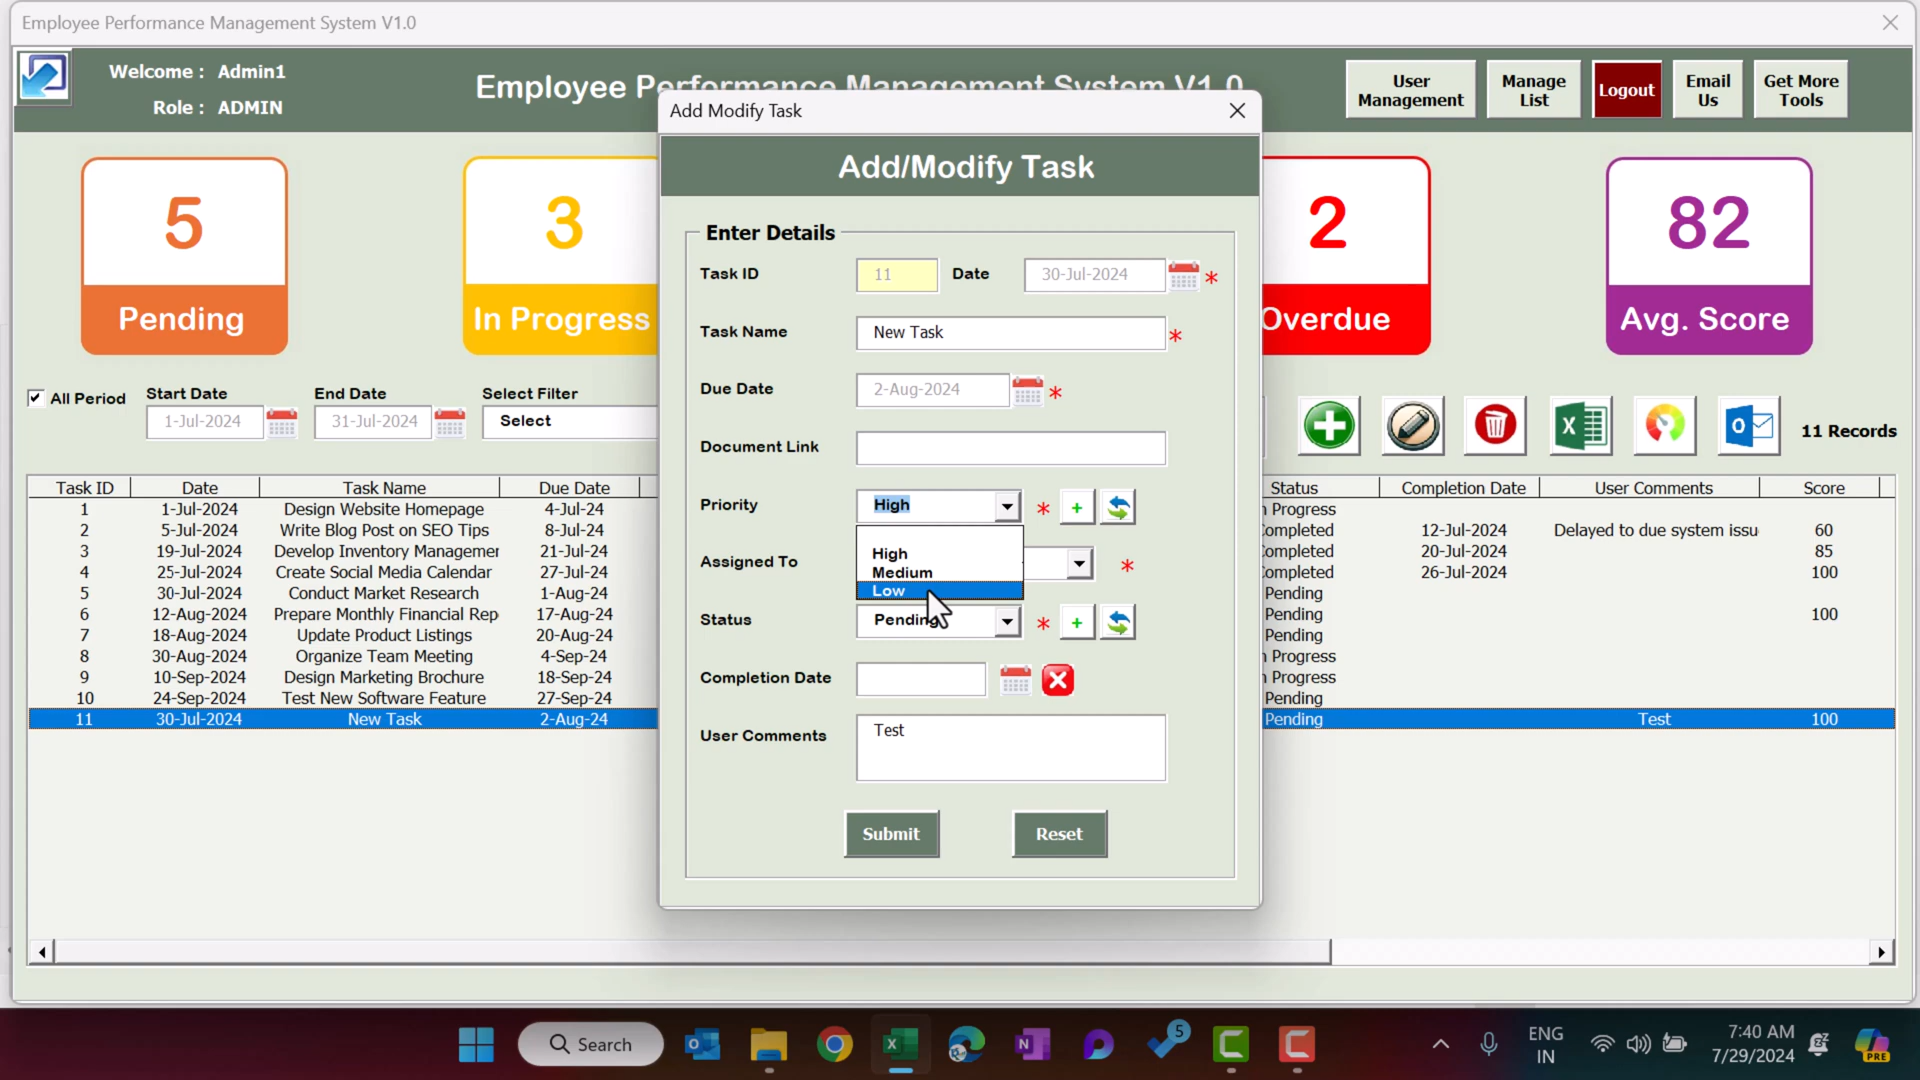 Employee Performance Management System V1.0
Welcome : Admin1
Role : ADMIN
Employee Performance Management System V1.0
User Management
Manage List
Logout
Email Us
Get More Tools
5
Pending
3
In Progress
2
Overdue
82
Avg. Score
All Period
Start Date
1-Jul-2024
End Date
31-Jul-2024
Select Filter
Select
11 Records
Task ID Date Task Name Due Date Status Completion Date User Comments Score
1 1-Jul-2024 Design Website Homepage 4-Jul-24 n Progress
2 5-Jul-2024 Write Blog Post on SEO Tips 8-Jul-24 Completed 12-Jul-2024 Delayed to due system issu 60
3 19-Jul-2024 Develop Inventory Managemer 21-Jul-24 Completed 20-Jul-2024 85
4 25-Jul-2024 Create Social Media Calendar 27-Jul-24 Completed 26-Jul-2024 100
5 30-Jul-2024 Conduct Market Research 1-Aug-24 Pending
6 12-Aug-2024 Prepare Monthly Financial Rep 17-Aug-24 Pending 100
7 18-Aug-2024 Update Product Listings 20-Aug-24 Pending
8 30-Aug-2024 Organize Team Meeting 4-Sep-24 n Progress
9 10-Sep-2024 Design Marketing Brochure 18-Sep-24 n Progress
10 24-Sep-2024 Test New Software Feature 27-Sep-24 Pending
11 30-Jul-2024 New Task 2-Aug-24 Pending Test 100
Add Modify Task
Add/Modify Task
Enter Details
Task ID 11 Date 30-Jul-2024 *
Task Name New Task *
Due Date 2-Aug-2024 *
Document Link
Priority High *
High
Medium
Low
Assigned To *
Status Pending *
Completion Date
User Comments Test
Submit
Reset
Search
5
ENG
IN
7:40 AM
7/29/2024
PRE